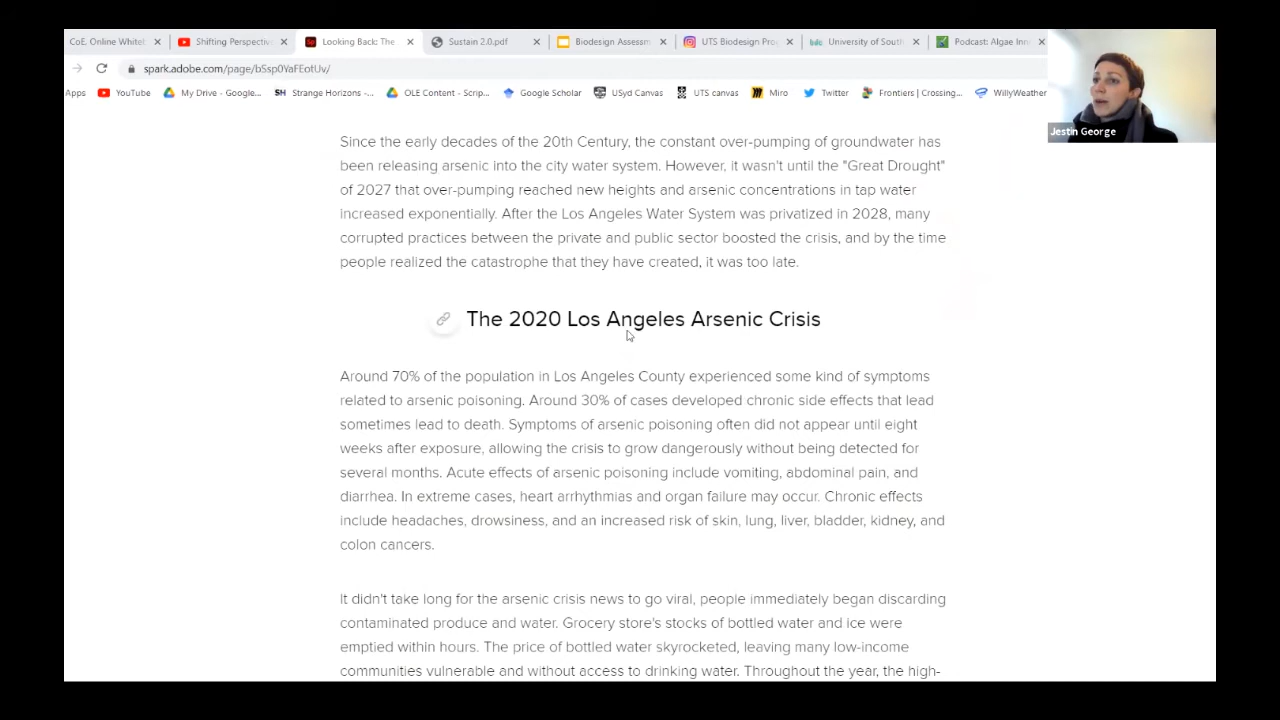 CoE. Online Whiteb
Shifting Perspective
Looking Back: The
Sustain 2.0.pdf
Biodesign Assessm
UTS Biodesign Pro
University of South
Podcast: Algae Inn
spark.adobe.com/page/bSsp0YaFEotUv/
Apps
YouTube
My Drive - Google...
SH Strange Horizons -...
OLE Content - Scrip...
Google Scholar
USyd Canvas
UTS canvas
Miro
Twitter
Frontiers | Crossing...
WillyWeather
Jestin George
Since the early decades of the 20th Century, the constant over-pumping of groundwater has
been releasing arsenic into the city water system. However, it wasn't until the "Great Drought"
of 2027 that over-pumping reached new heights and arsenic concentrations in tap water
increased exponentially. After the Los Angeles Water System was privatized in 2028, many
corrupted practices between the private and public sector boosted the crisis, and by the time
people realized the catastrophe that they have created, it was too late.
The 2020 Los Angeles Arsenic Crisis
Around 70% of the population in Los Angeles County experienced some kind of symptoms
related to arsenic poisoning. Around 30% of cases developed chronic side effects that lead
sometimes lead to death. Symptoms of arsenic poisoning often did not appear until eight
weeks after exposure, allowing the crisis to grow dangerously without being detected for
several months. Acute effects of arsenic poisoning include vomiting, abdominal pain, and
diarrhea. In extreme cases, heart arrhythmias and organ failure may occur. Chronic effects
include headaches, drowsiness, and an increased risk of skin, lung, liver, bladder, kidney, and
colon cancers.
It didn't take long for the arsenic crisis news to go viral, people immediately began discarding
contaminated produce and water. Grocery store's stocks of bottled water and ice were
emptied within hours. The price of bottled water skyrocketed, leaving many low-income
communities vulnerable and without access to drinking water. Throughout the year, the high-